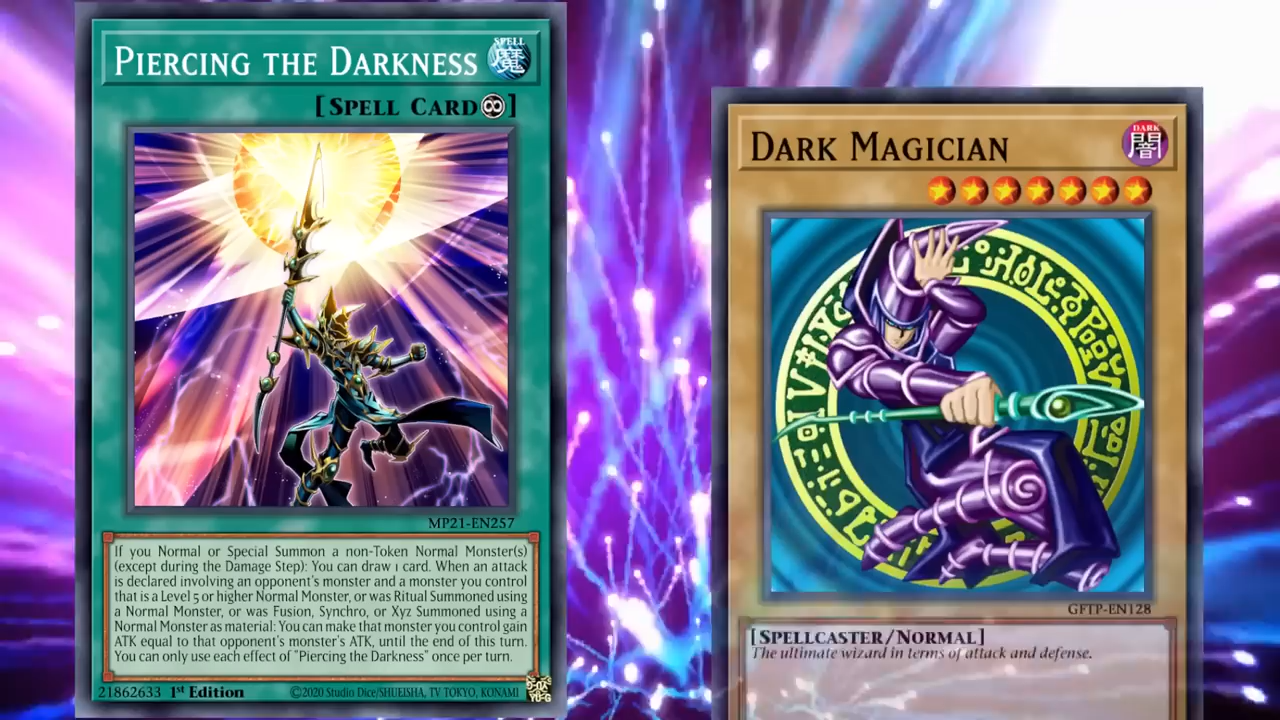 PIERCING THE DARKNESS
SPELL
魔
[SPELL CARD]
MP21-EN257
If you Normal or Special Summon a non-Token Normal Monster(s)
(except during the Damage Step): You can draw 1 card. When an attack
is declared involving an opponent's monster and a monster you control
that is a Level 5 or higher Normal Monster, or was Ritual Summoned using
a Normal Monster, or was Fusion, Synchro, or Xyz Summoned using a
Normal Monster as material: You can make that monster you control gain
ATK equal to that opponent's monster's ATK, until the end of this turn.
You can only use each effect of "Piercing the Darkness" once per turn.
21862633 1st Edition ©2020 Studio Dice/SHUEISHA, TV TOKYO, KONAMI
DARK MAGICIAN
DARK
闇
GFTP-EN128
[SPELLCASTER/NORMAL]
The ultimate wizard in terms of attack and defense.